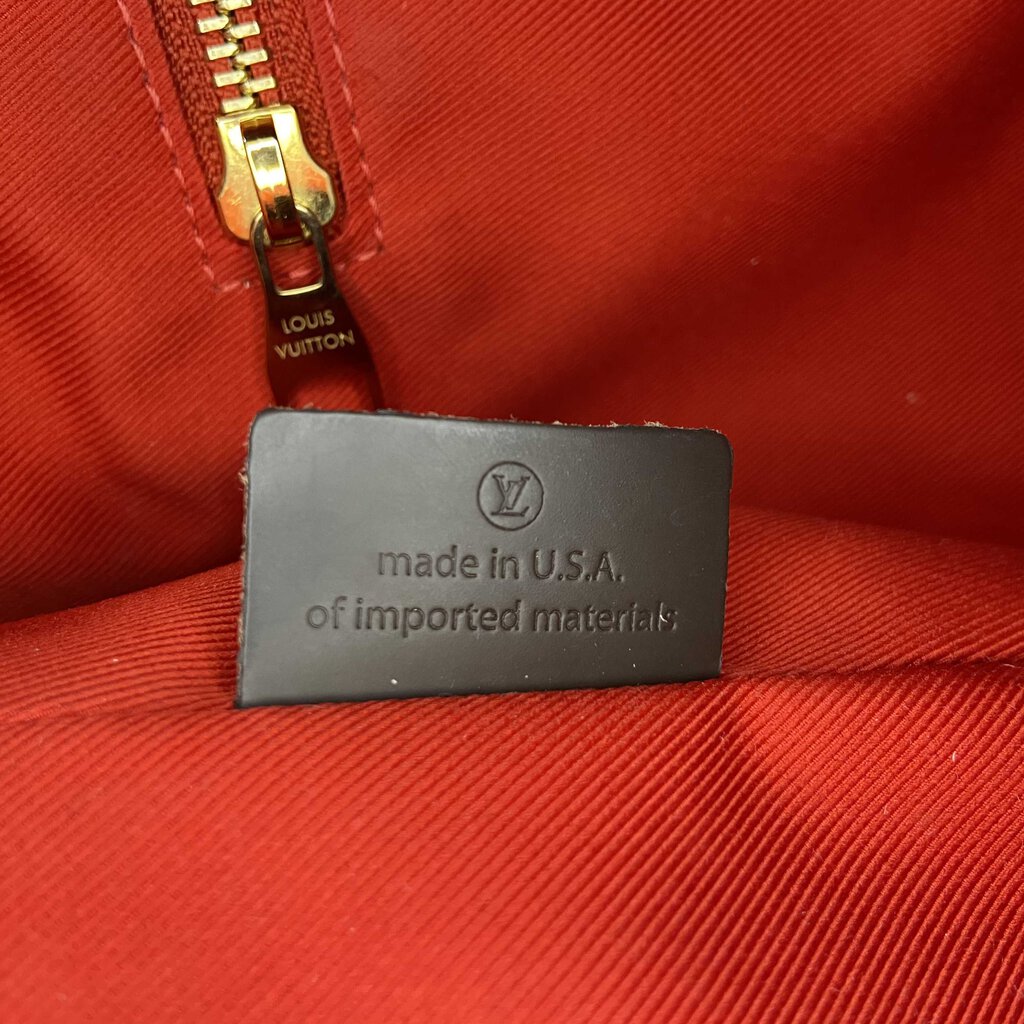 LOUIS
VUITTON
LV
made in U.S.A.
of imported materials